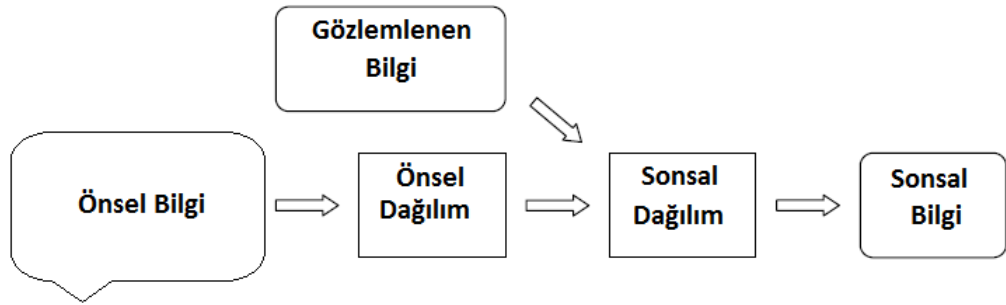 Gözlemlenen
Bilgi
Önsel Bilgi
Önsel
Dağılım
Sonsal
Dağılım
Sonsal
Bilgi